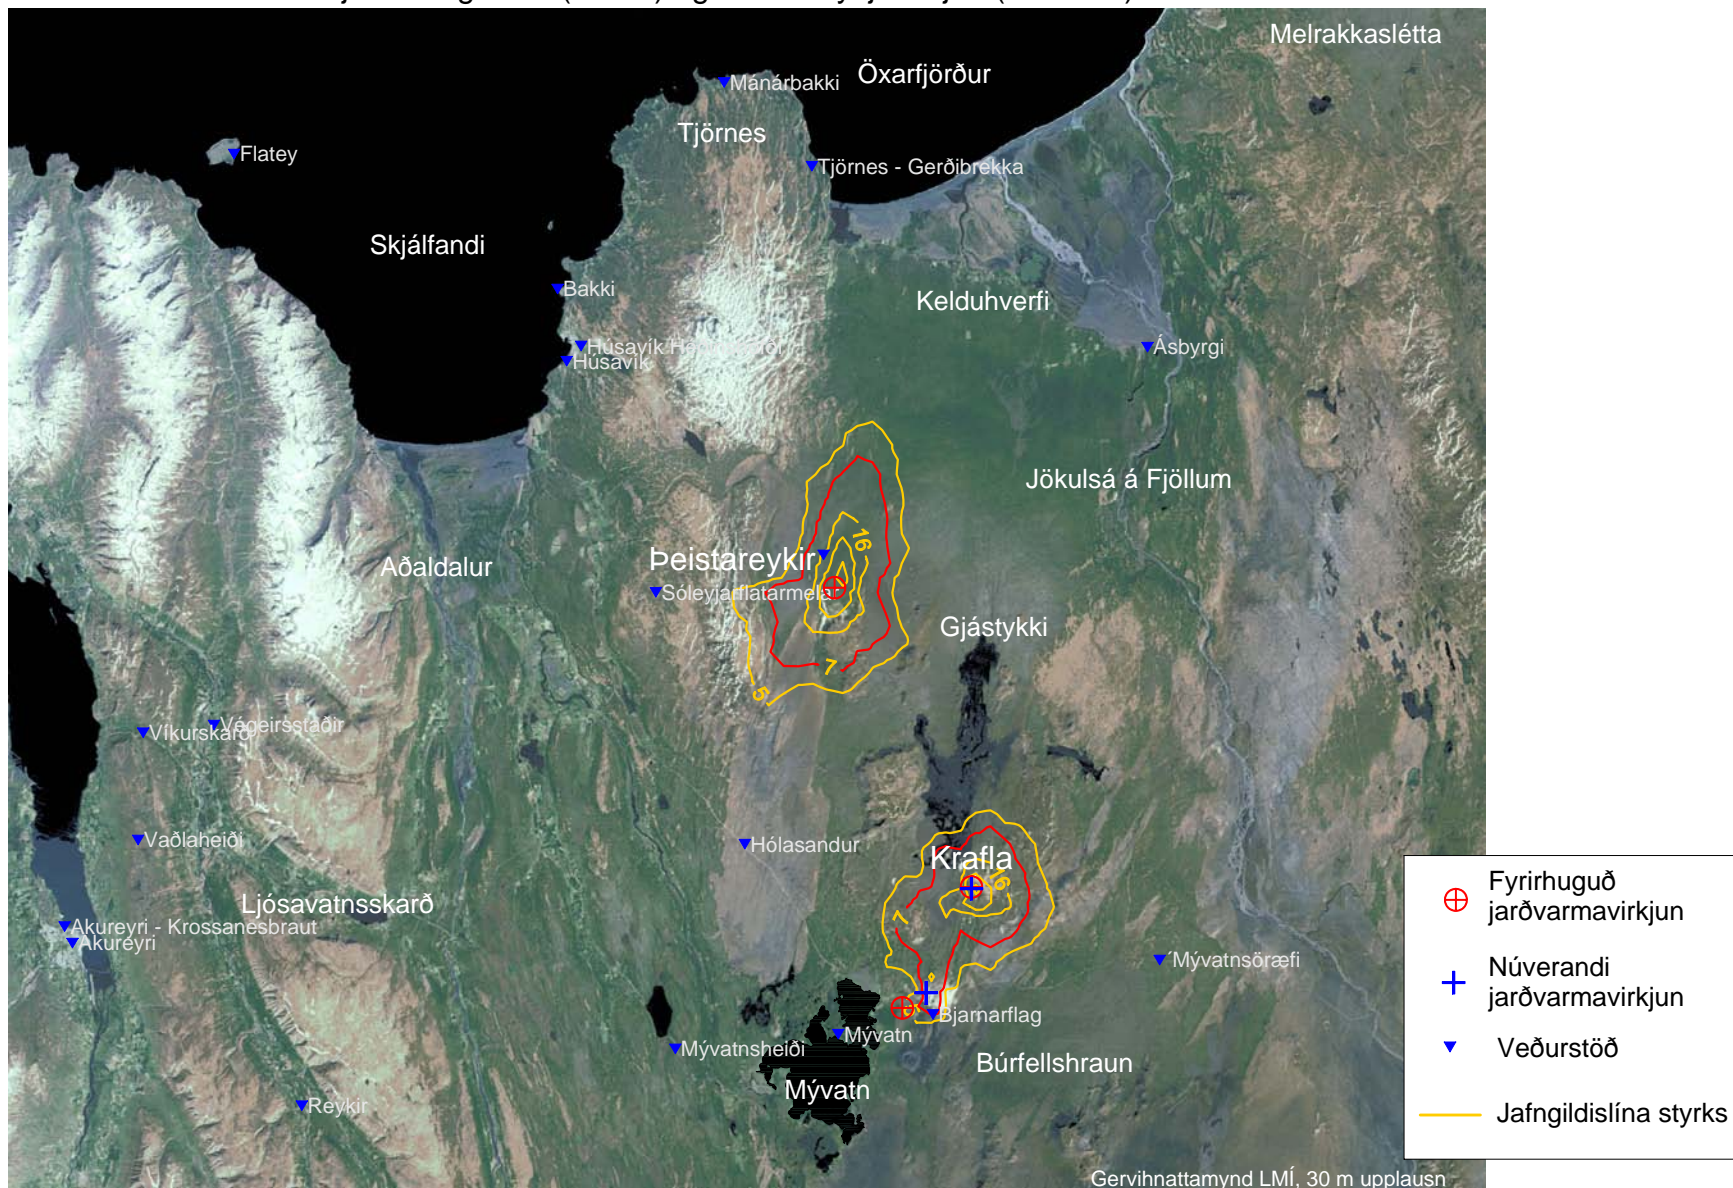 Melrakkaslétta
Öxarfjörður
Mánárbakki
Tjörnes
Flatey
Tjörnes - Gerðibrekka
Skjálfandi
Bakki
Kelduhverfi
Húsavík
Húsavík
Ásbyrgi
Jökulsá á Fjöllum
16
Þeistareykir
Aðaldalur
Sóleyjarflatarmelar
Gjástykki
7
5
Végeirsstaðir
Víkurskarð
Vaðlaheiði
Hólasandur
Krafla
16
7
Ljósavatnsskarð
Akureyri - Krossanesbraut
Akureyri
Mývatnsöræfi
Bjarnarflag
Mývatn
Mývatnsheiði
Búrfellshraun
Mývatn
Reykir
Gervihnattamynd LMÍ, 30 m upplausn
Fyrirhuguð
jarðvarmavirkjun
Núverandi
jarðvarmavirkjun
Veðurstöð
Jafngildislína styrks